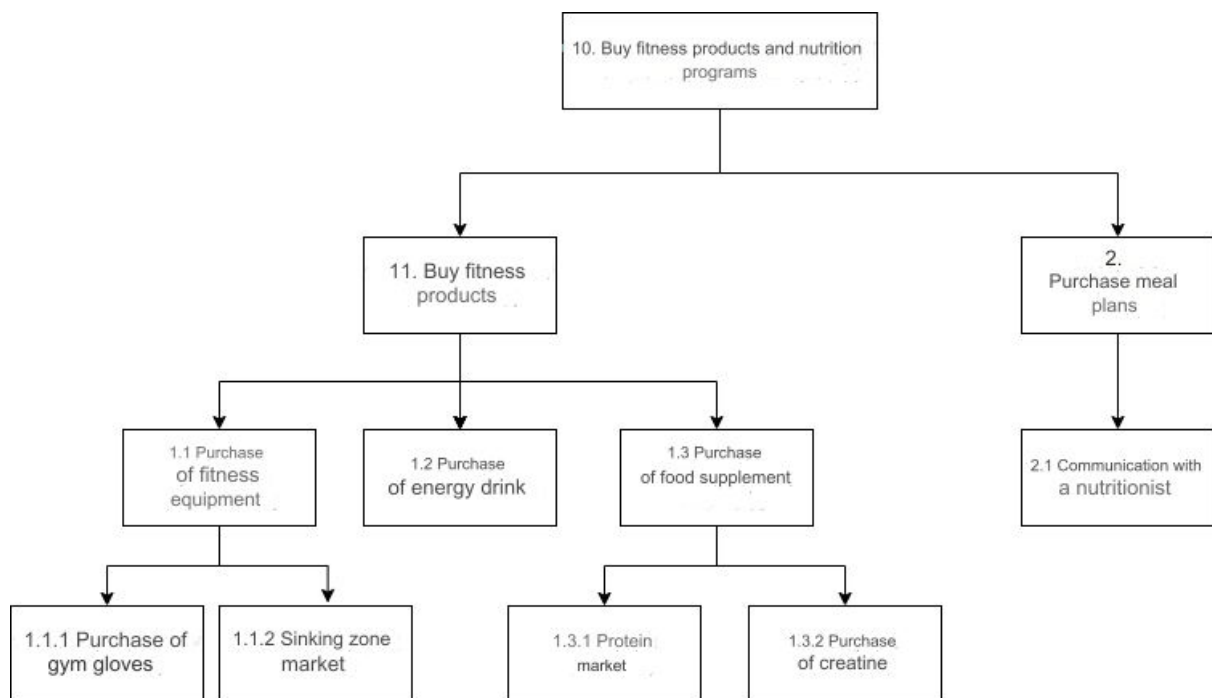 10. Buy fitness products and nutrition
programs
11. Buy fitness
products
2.
Purchase meal
plans
1.1 Purchase
of fitness
equipment
1.2 Purchase
of energy drink
1.3 Purchase
of food supplement
2.1 Communication with
a nutritionist
1.1.1 Purchase of
gym gloves
1.1.2 Sinking zone
market
1.3.1 Protein
market
1.3.2 Purchase
of creatine